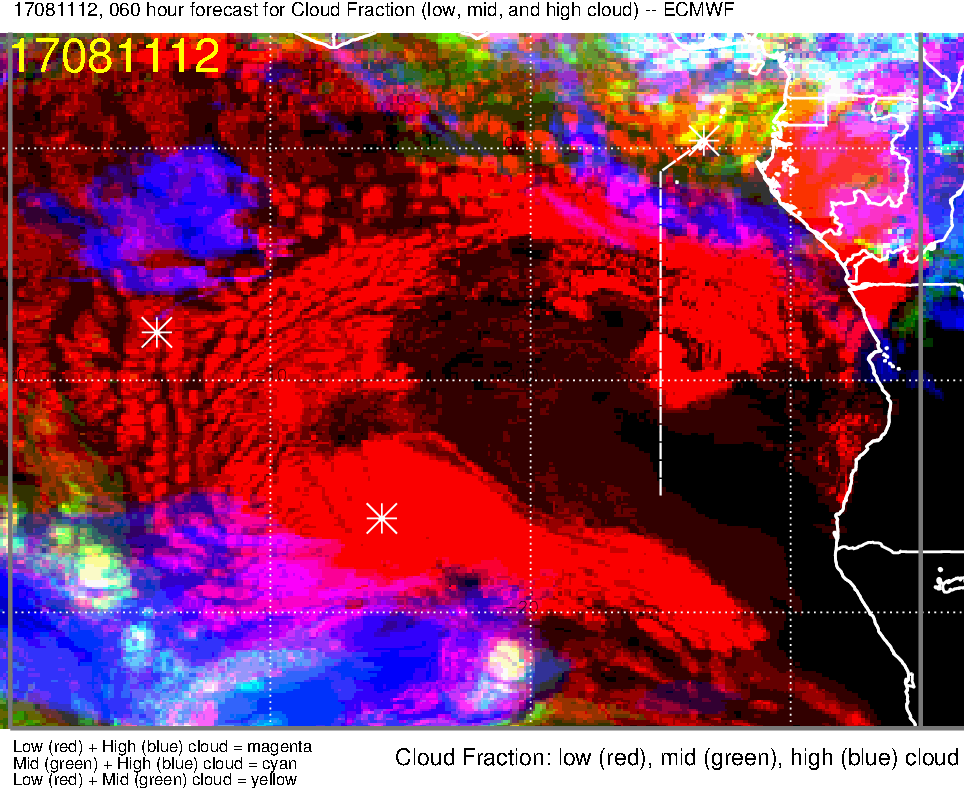 17081112, 060 hour forecast for Cloud Fraction (low, mid, and high cloud) -- ECMWF
17081112
Low (red) + High (blue) cloud = magenta
Mid (green) + High (blue) cloud = cyan
Low (red) + Mid (green) cloud = yellow
Cloud Fraction: low (red), mid (green), high (blue) cloud